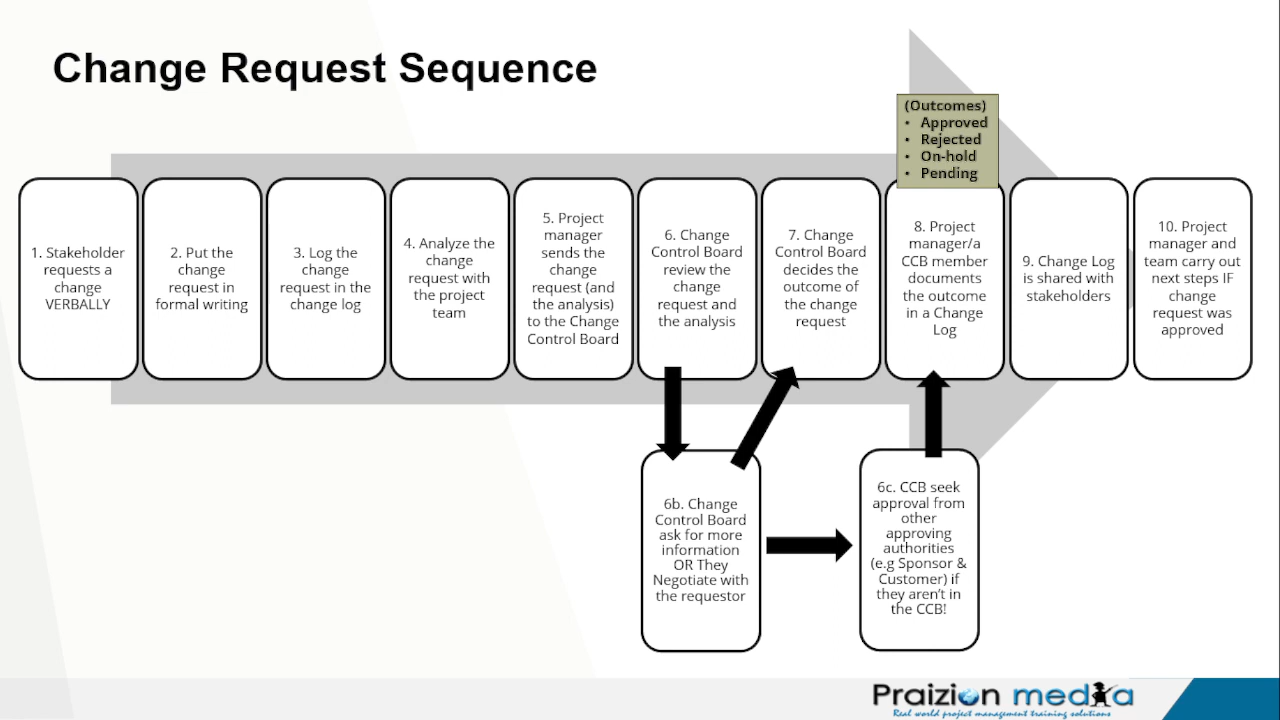 Change Request Sequence
(Outcomes)
• Approved
• Rejected
• On-hold
• Pending
1. Stakeholder
requests a
change
VERBALLY
2. Put the
change
request in
formal writing
3. Log the
change
request in the
change log
4. Analyze the
change
request with
the project
team
5. Project
manager
sends the
change
request (and
the analysis)
to the Change
Control Board
6. Change
Control Board
review the
change
request and
the analysis
7. Change
Control Board
decides the
outcome of
the change
request
8. Project
manager/a
CCB member
documents
the outcome
in a Change
Log
9. Change Log
is shared with
stakeholders
10. Project
manager and
team carry out
next steps IF
change
request was
approved
6b. Change
Control Board
ask for more
information
OR They
Negotiate with
the requestor
6c. CCB seek
approval from
other
approving
authorities
(e.g Sponsor &
Customer) if
they aren't in
the CCB!
Praizion media
Real world project management training solutions